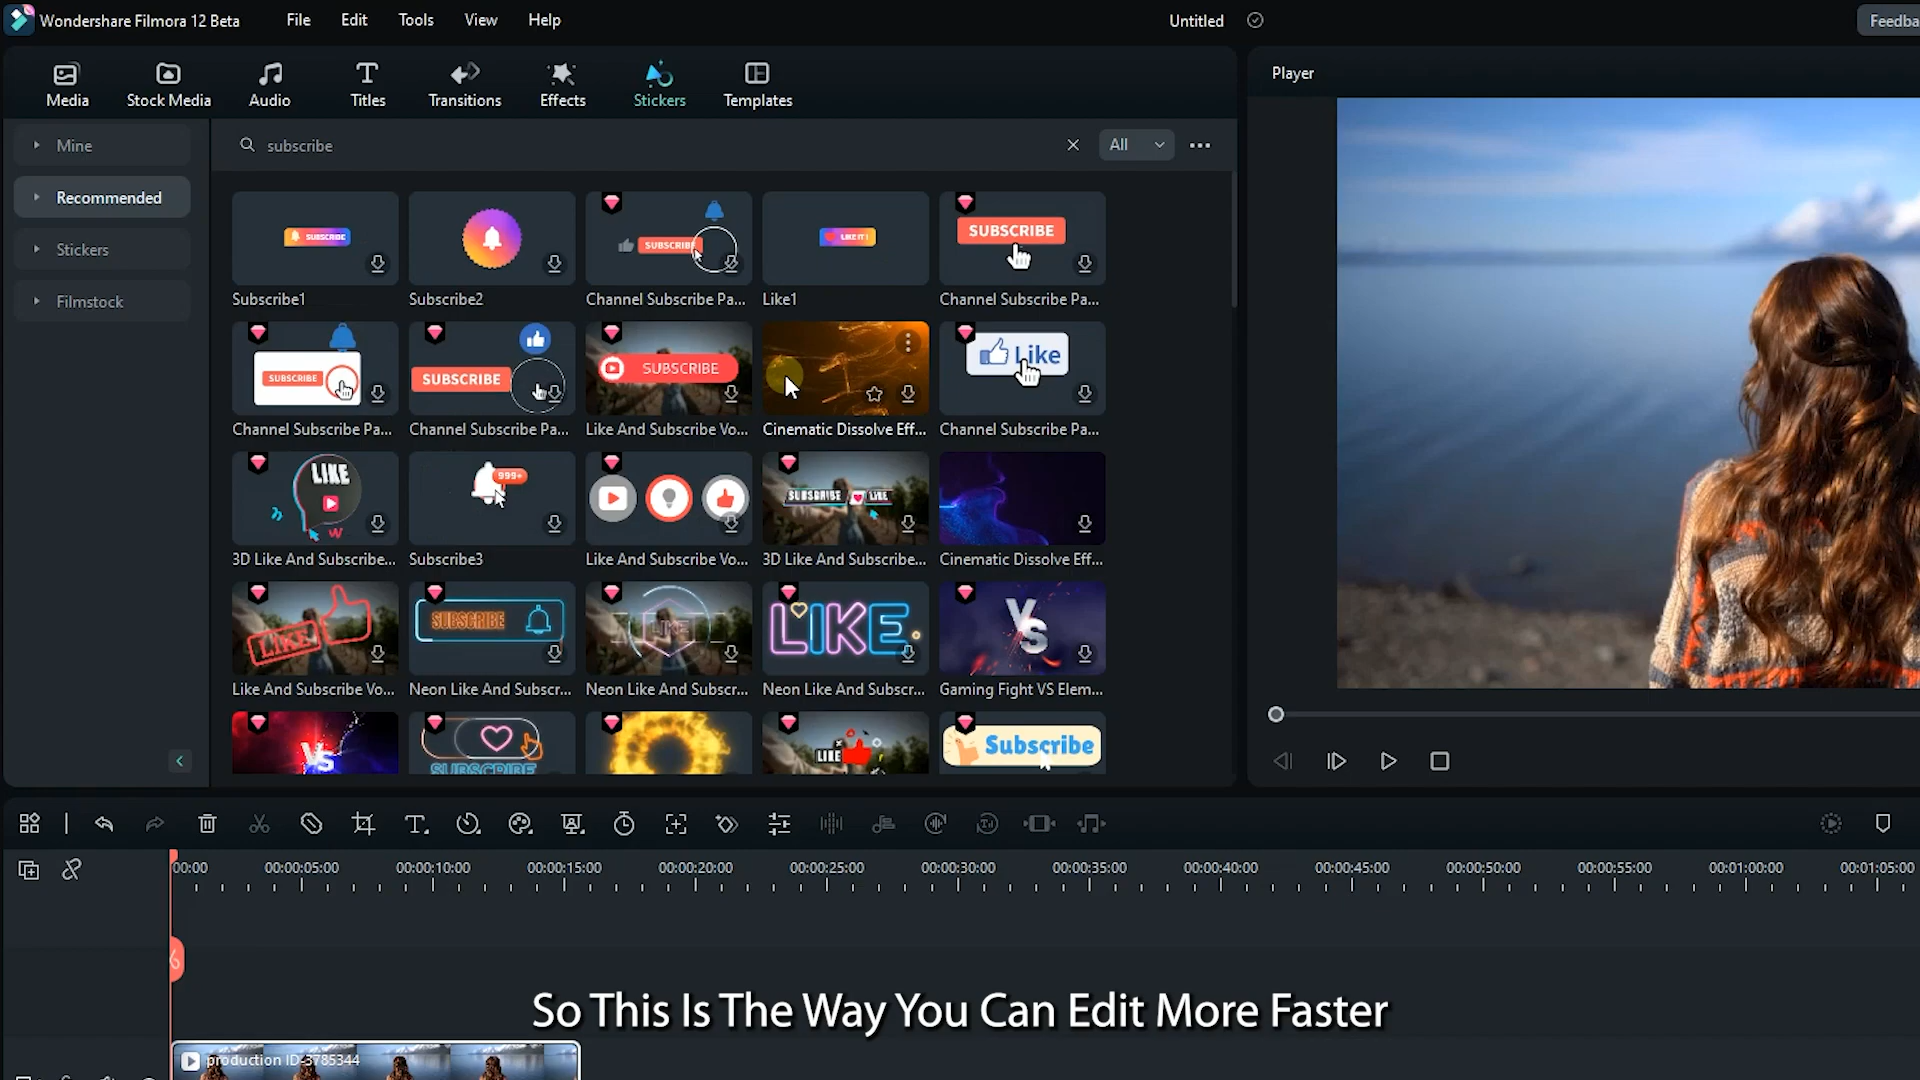 Wondershare Filmora 12 Beta
File Edit Tools View Help
Untitled
Feedba
Media Stock Media Audio Titles Transitions Effects Stickers Templates
Player
Mine
Recommended
Stickers
Filmstock
subscribe
All
SUBSCRIBE
SUBSCRIBE
LIKE IT!
SUBSCRIBE
Subscribe1 Subscribe2 Channel Subscribe Pa... Like1 Channel Subscribe Pa...
SUBSCRIBE
SUBSCRIBE
SUBSCRIBE
Like
Channel Subscribe Pa... Channel Subscribe Pa... Like And Subscribe Vo... Cinematic Dissolve Eff... Channel Subscribe Pa...
LIKE
999+
SUBSCRIBE LIKE
3D Like And Subscribe... Subscribe3 Like And Subscribe Vo... 3D Like And Subscribe... Cinematic Dissolve Eff...
LIKE!
SUBSCRIBE
LIKE
LIKE
VS
Like And Subscribe Vo... Neon Like And Subscr... Neon Like And Subscr... Neon Like And Subscr... Gaming Fight VS Elem...
VS
SUBSCRIBE
LIKE
Subscribe
00:00 00:00:05:00 00:00:10:00 00:00:15:00 00:00:20:00 00:00:25:00 00:00:30:00 00:00:35:00 00:00:40:00 00:00:45:00 00:00:50:00 00:00:55:00 00:01:00:00 00:01:05:00
So This Is The Way You Can Edit More Faster
production ID-3785344